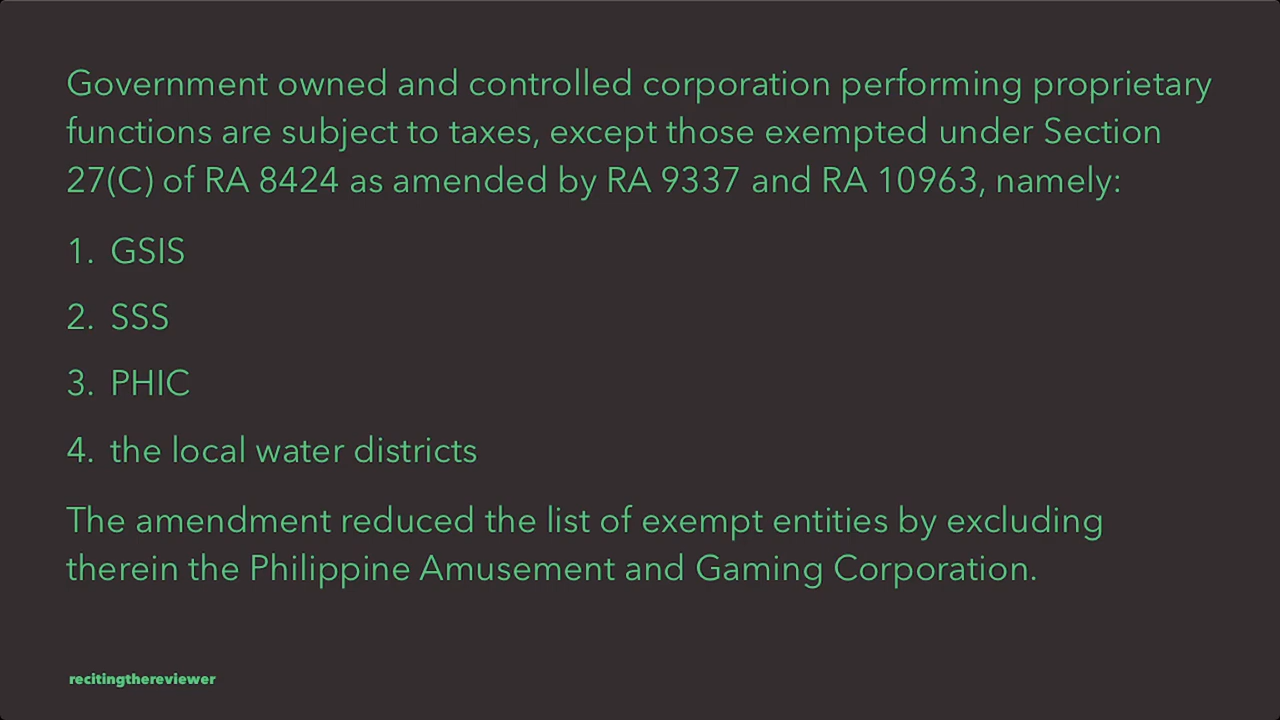 Government owned and controlled corporation performing proprietary
functions are subject to taxes, except those exempted under Section
27(C) of RA 8424 as amended by RA 9337 and RA 10963, namely:
1. GSIS
2. SSS
3. PHIC
4. the local water districts
The amendment reduced the list of exempt entities by excluding
therein the Philippine Amusement and Gaming Corporation.
recitingthereviewer